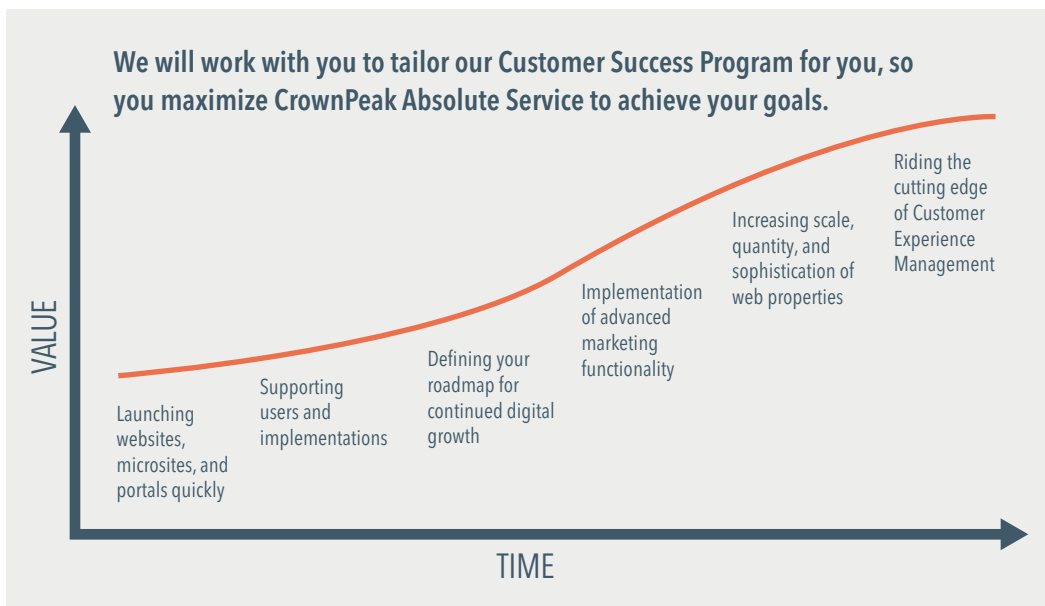 We will work with you to tailor our Customer Success Program for you, so
you maximize CrownPeak Absolute Service to achieve your goals.
VALUE
Launching
websites,
microsites, and
portals quickly
Supporting
users and
implementations
Defining your
roadmap for
continued digital
growth
Implementation
of advanced
marketing
functionality
Increasing scale,
quantity, and
sophistication of
web properties
Riding the
cutting edge
of Customer
Experience
Management
TIME